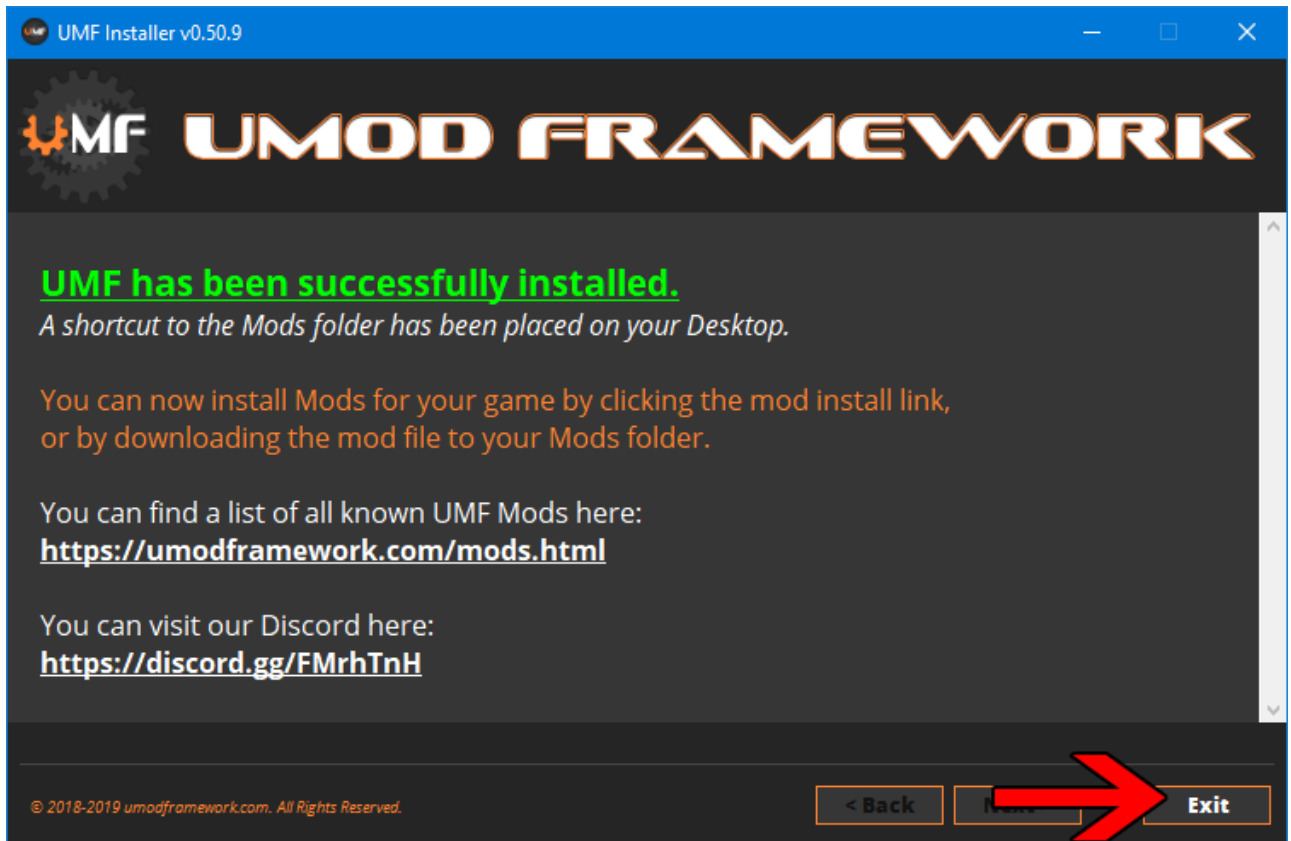 UMF Installer v0.50.9
UMF UMOD FRAMEWORK
UMF has been successfully installed.
A shortcut to the Mods folder has been placed on your Desktop.
You can now install Mods for your game by clicking the mod install link,
or by downloading the mod file to your Mods folder.
You can find a list of all known UMF Mods here:
https://umodframework.com/mods.html
You can visit our Discord here:
https://discord.gg/FMrhTnH
© 2018-2019 umodframework.com. All Rights Reserved.
< Back Exit